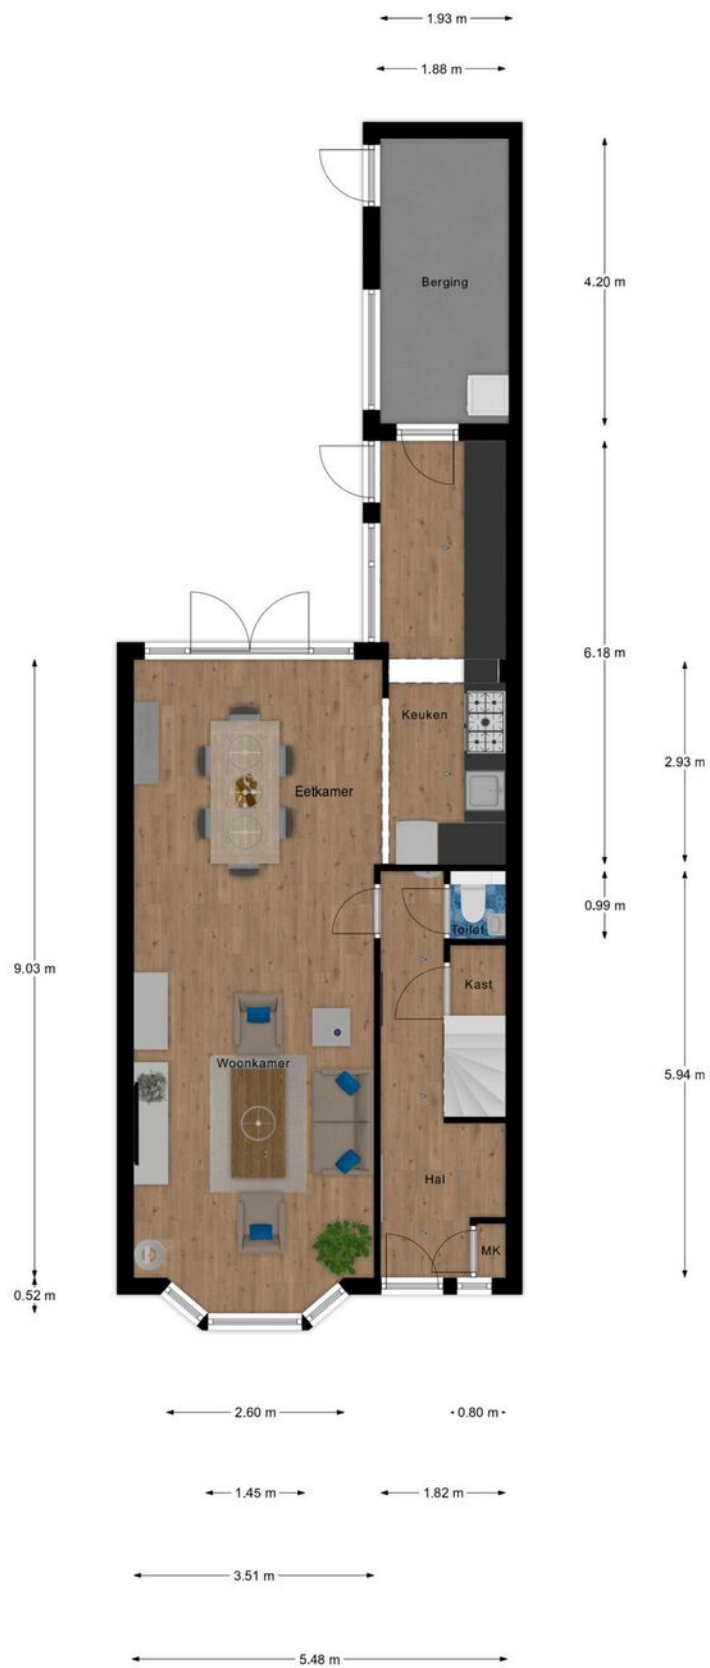 1.93 m
1.88 m
Berging
4.20 m
6.18 m
Keuken
2.93 m
Eetkamer
0.99 m
Toilet
9.03 m
Kast
Woonkamer
5.94 m
Hal
MK
0.52 m
2.60 m
0.80 m
1.45 m
1.82 m
3.51 m
5.48 m